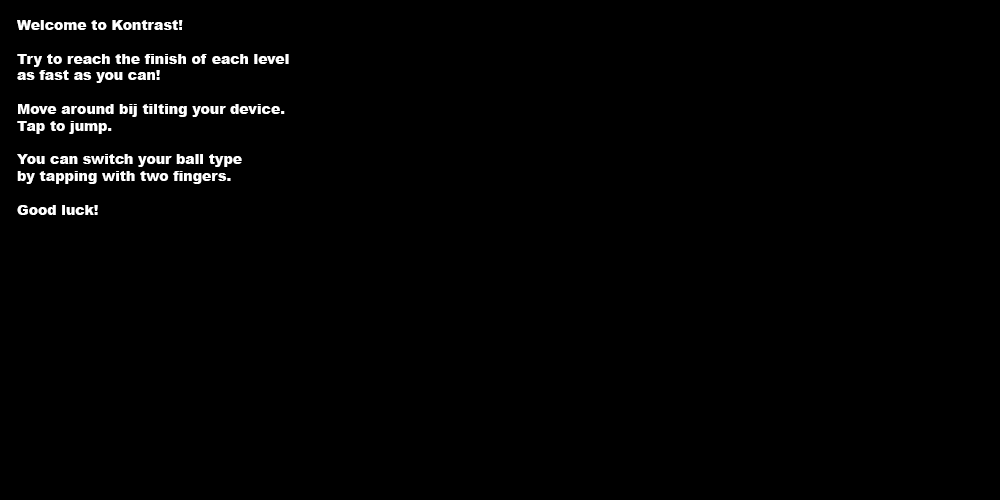 Welcome to Kontrast!
Try to reach the finish of each level
as fast as you can!
Move around bij tilting your device.
Tap to jump.
You can switch your ball type
by tapping with two fingers.
Good luck!